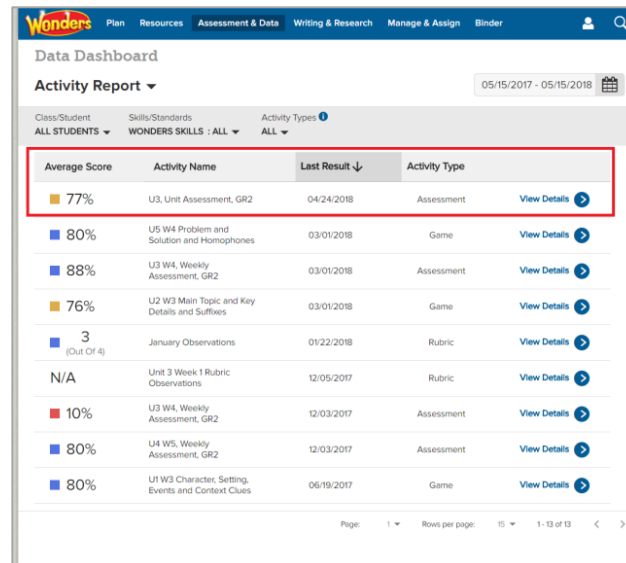 Wonders Plan Resources Assessment & Data Writing & Research Manage & Assign Binder
Data Dashboard
Activity Report
05/15/2017 - 05/15/2018
Class/Student Skills/Standards Activity Types
ALL STUDENTS WONDERS SKILLS : ALL ALL
Average Score Activity Name Last Result Activity Type
77% U3, Unit Assessment, GR2 04/24/2018 Assessment View Details
80% U5 W4 Problem and
Solution and Homophones 03/01/2018 Game View Details
88% U3 W4, Weekly
Assessment, GR2 03/01/2018 Assessment View Details
76% U2 W3 Main Topic and Key
Details and Suffixes 03/01/2018 Game View Details
3
(Out Of 4) January Observations 01/22/2018 Rubric View Details
N/A Unit 3 Week 1 Rubric
Observations 12/05/2017 Rubric View Details
10% U3 W4, Weekly
Assessment, GR2 12/03/2017 Assessment View Details
80% U4 W5, Weekly
Assessment, GR2 12/03/2017 Assessment View Details
80% U1 W3 Character, Setting,
Events and Context Clues 06/19/2017 Game View Details
Page: 1 Rows per page: 15 1 - 13 of 13